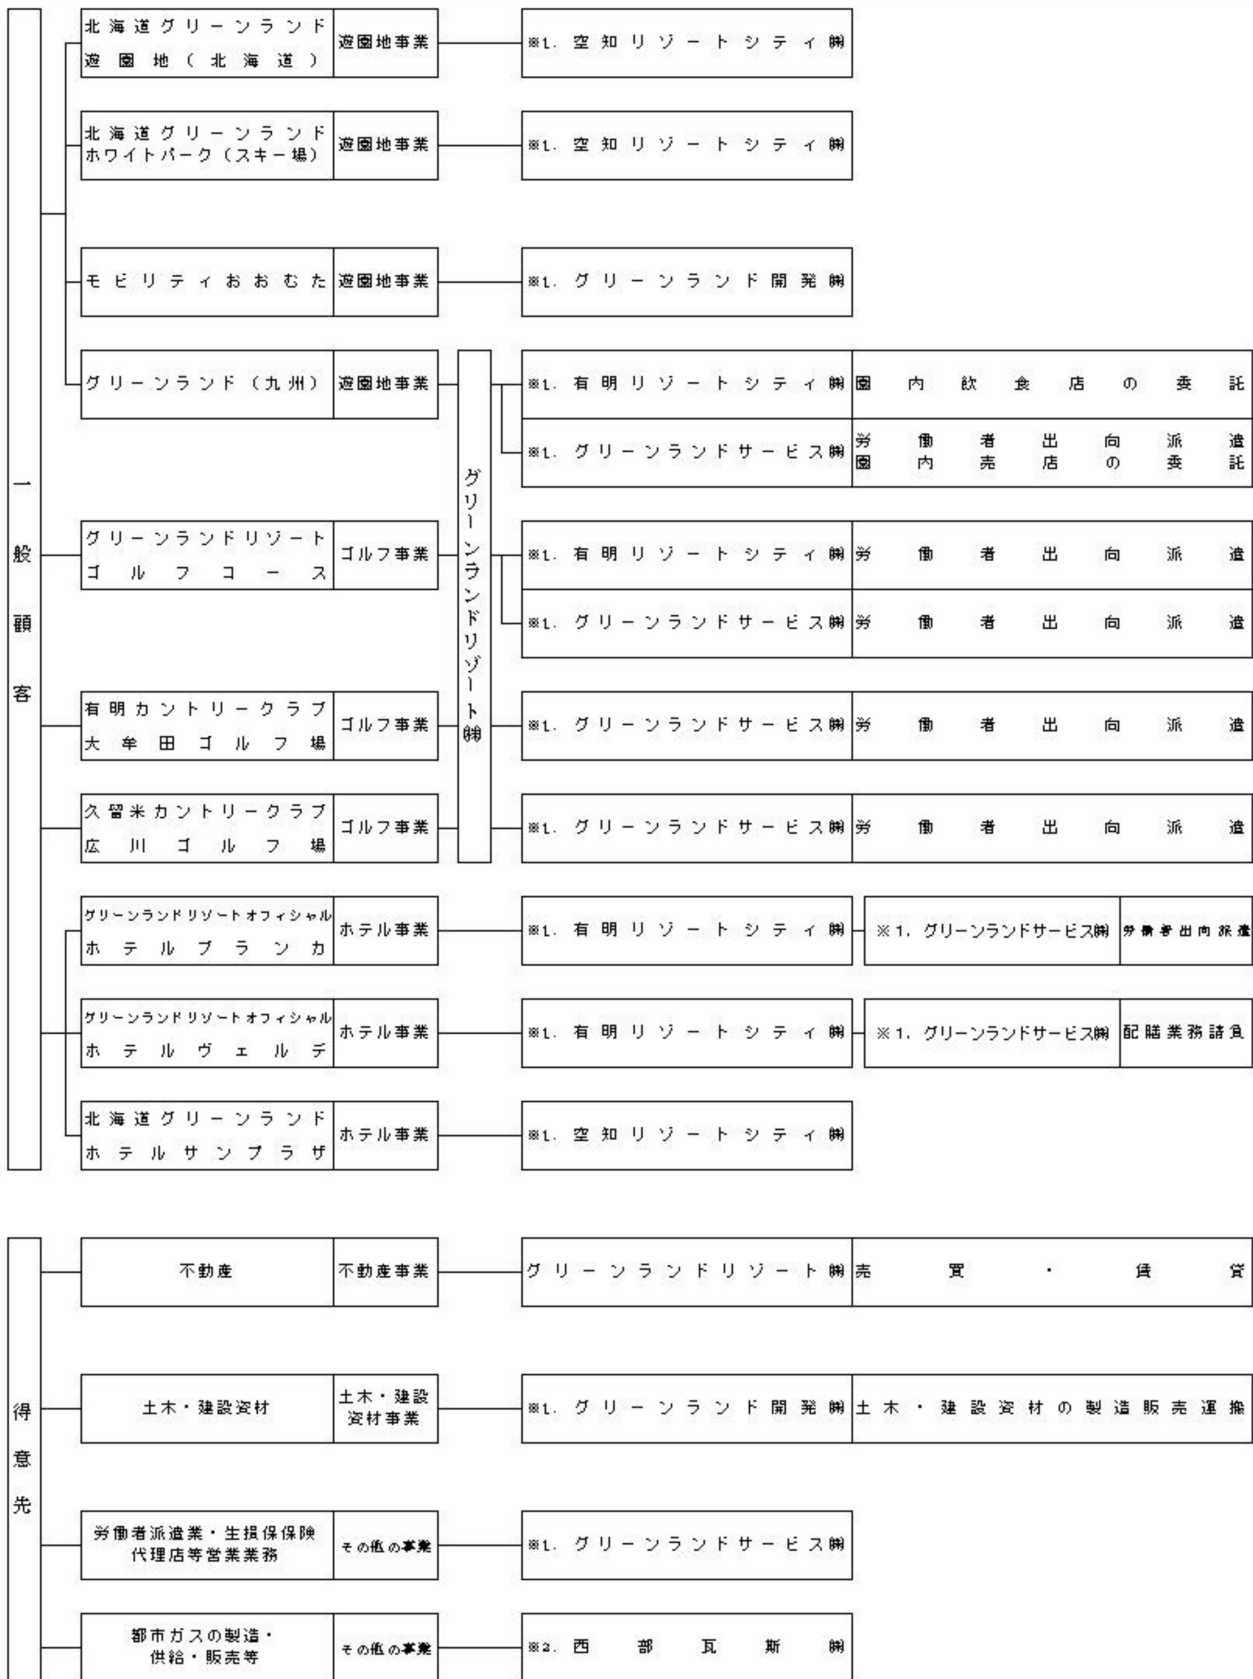 一般顧客
北海道グリーンランド
遊園地(北海道)
遊園地事業
※1. 空知リゾートシティ㈱
北海道グリーンランド
ホワイトパーク(スキー場)
遊園地事業
※1. 空知リゾートシティ㈱
モビリティおおむた
遊園地事業
※1. グリーンランド開発㈱
グリーンランド(九州)
遊園地事業
グリーンランドリゾート㈱
※1. 有明リゾートシティ㈱
園内飲食店の委託
※1. グリーンランドサービス㈱
労働者出向派遣
園内売店の委託
グリーンランドリゾート
ゴルフコース
ゴルフ事業
※1. 有明リゾートシティ㈱
労働者出向派遣
※1. グリーンランドサービス㈱
労働者出向派遣
有明カントリークラブ
大牟田ゴルフ場
ゴルフ事業
※1. グリーンランドサービス㈱
労働者出向派遣
久留米カントリークラブ
広川ゴルフ場
ゴルフ事業
※1. グリーンランドサービス㈱
労働者出向派遣
グリーンランドリゾートオフィシャル
ホテルブランカ
ホテル事業
※1. 有明リゾートシティ㈱
※1. グリーンランドサービス㈱
労働者出向派遣
グリーンランドリゾートオフィシャル
ホテルヴェルデ
ホテル事業
※1. 有明リゾートシティ㈱
※1. グリーンランドサービス㈱
配膳業務請負
北海道グリーンランド
ホテルサンプラザ
ホテル事業
※1. 空知リゾートシティ㈱
得意先
不動産
不動産事業
グリーンランドリゾート㈱
売買・賃貸
土木・建設資材
土木・建設
資材事業
※1. グリーンランド開発㈱
土木・建設資材の製造販売運搬
労働者派遣業・生損保保険
代理店等営業業務
その他の事業
※1. グリーンランドサービス㈱
都市ガスの製造・
供給・販売等
その他の事業
※2. 西部瓦斯㈱